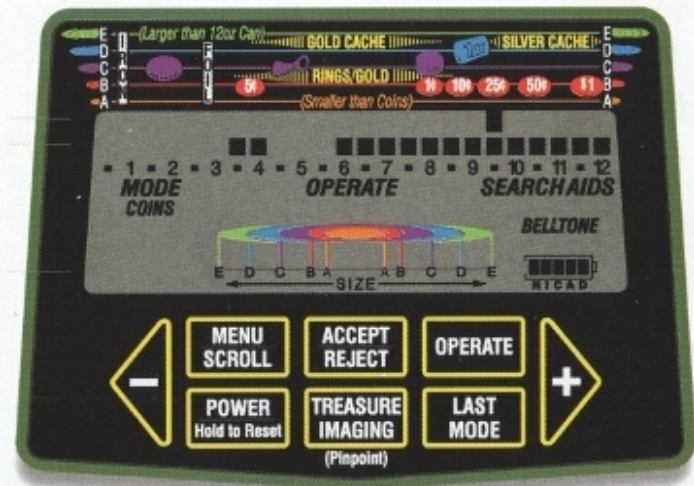 E (Larger than 12oz Can) GOLD CACHE 12oz SILVER CACHE E
D D
C C
B RINGS/GOLD B
A (Smaller than Coins) A
5¢ 1¢ 10¢ 25¢ 50¢ $1
1 2 3 4 5 6 7 8 9 10 11 12
MODE OPERATE SEARCH AIDS
COINS
BELLTONE
E D C B A A B C D E
SIZE
NICAD
MENU SCROLL
ACCEPT REJECT
OPERATE
- +
POWER Hold to Reset
TREASURE IMAGING
LAST MODE
(Pinpoint)